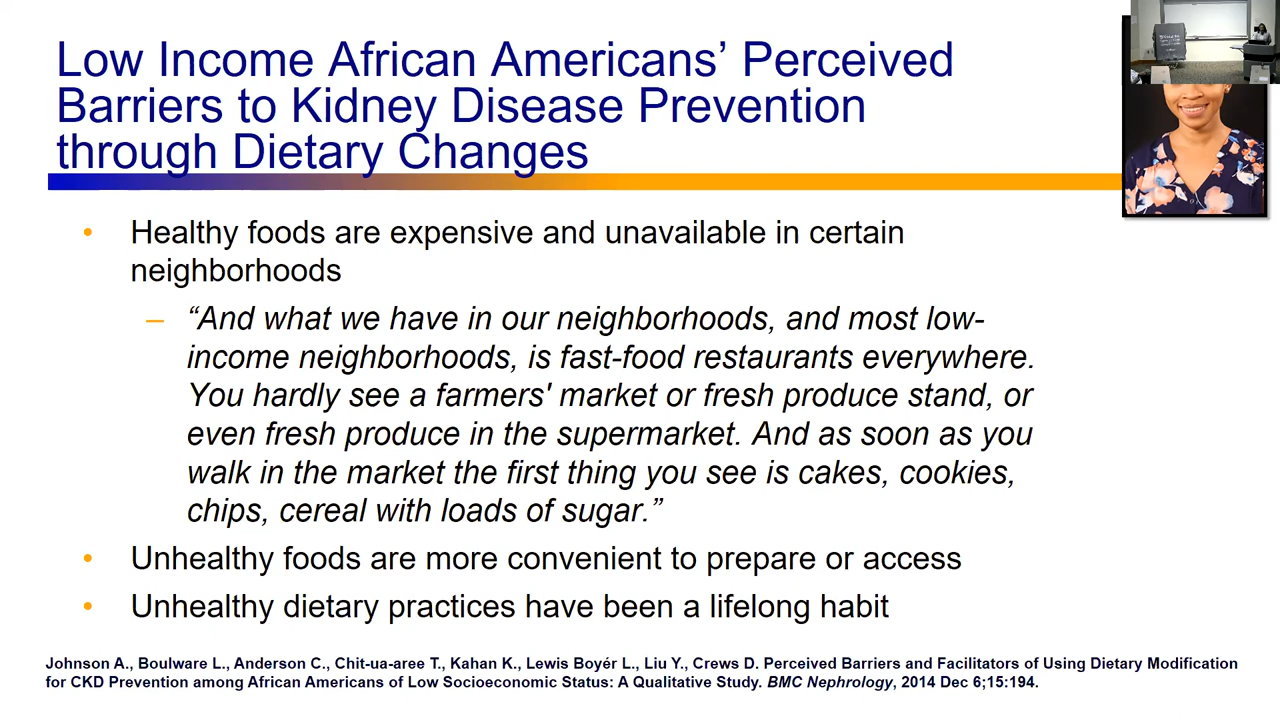 Low Income African Americans’ Perceived
Barriers to Kidney Disease Prevention
through Dietary Changes
• Healthy foods are expensive and unavailable in certain
neighborhoods
– “And what we have in our neighborhoods, and most low-
income neighborhoods, is fast-food restaurants everywhere.
You hardly see a farmers' market or fresh produce stand, or
even fresh produce in the supermarket. And as soon as you
walk in the market the first thing you see is cakes, cookies,
chips, cereal with loads of sugar.”
• Unhealthy foods are more convenient to prepare or access
• Unhealthy dietary practices have been a lifelong habit
Johnson A., Boulware L., Anderson C., Chit-ua-aree T., Kahan K., Lewis Boyér L., Liu Y., Crews D. Perceived Barriers and Facilitators of Using Dietary Modification
for CKD Prevention among African Americans of Low Socioeconomic Status: A Qualitative Study. BMC Nephrology, 2014 Dec 6;15:194.